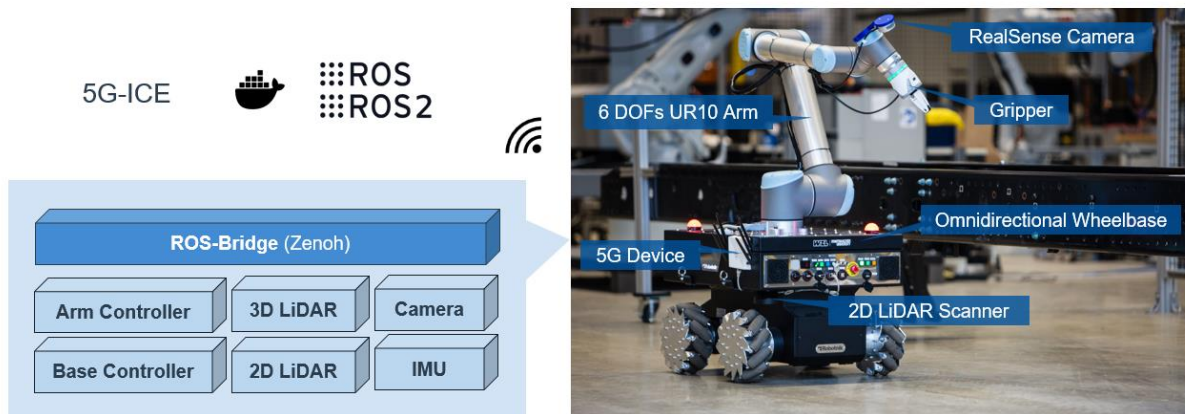 5G-ICE
ROS
ROS2
ROS-Bridge (Zenoh)
Arm Controller
3D LiDAR
Camera
Base Controller
2D LiDAR
IMU
RealSense Camera
6 DOFs UR10 Arm
Gripper
Omnidirectional Wheelbase
5G Device
2D LiDAR Scanner